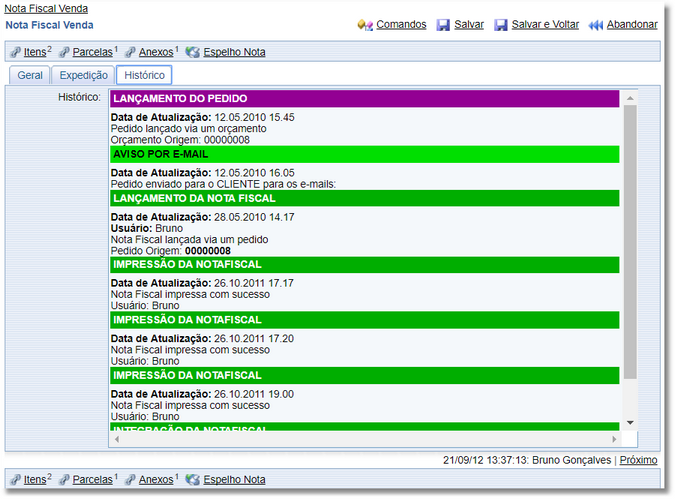 Nota Fiscal Venda
Nota Fiscal Venda Comandos Salvar Salvar e Voltar Abandonar
Itens 2 Parcelas 1 Anexos 1 Espelho Nota
Geral Expedição Histórico
Histórico: LANÇAMENTO DO PEDIDO
Data de Atualização: 12.05.2010 15.45
Pedido lançado via um orçamento
Orçamento Origem: 00000008
AVISO POR E-MAIL
Data de Atualização: 12.05.2010 16.05
Pedido enviado para o CLIENTE para os e-mails:
LANÇAMENTO DA NOTA FISCAL
Data de Atualização: 28.05.2010 14.17
Usuário: Bruno
Nota Fiscal lançada via um pedido
Pedido Origem: 00000008
IMPRESSÃO DA NOTAFISCAL
Data de Atualização: 26.10.2011 17.17
Nota Fiscal impressa com sucesso
Usuário: Bruno
IMPRESSÃO DA NOTAFISCAL
Data de Atualização: 26.10.2011 17.20
Nota Fiscal impressa com sucesso
Usuário: Bruno
IMPRESSÃO DA NOTAFISCAL
Data de Atualização: 26.10.2011 19.00
Nota Fiscal impressa com sucesso
Usuário: Bruno
INTEGRAÇÃO DA NOTAFISCAL
21/09/12 13:37:13: Bruno Gonçalves | Próximo
Itens 2 Parcelas 1 Anexos 1 Espelho Nota